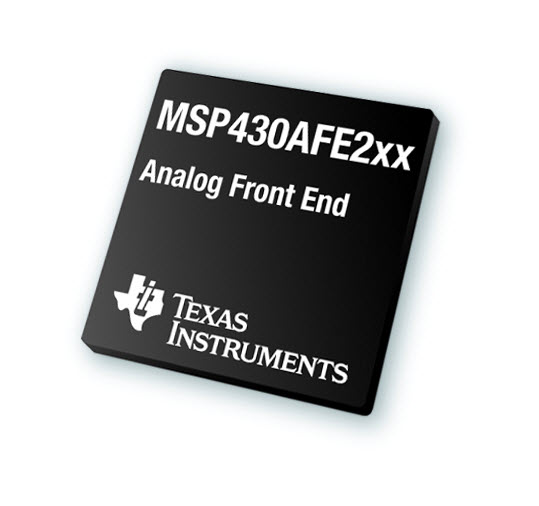 MSP430AFE2xx
Analog Front End
TEXAS
INSTRUMENTS